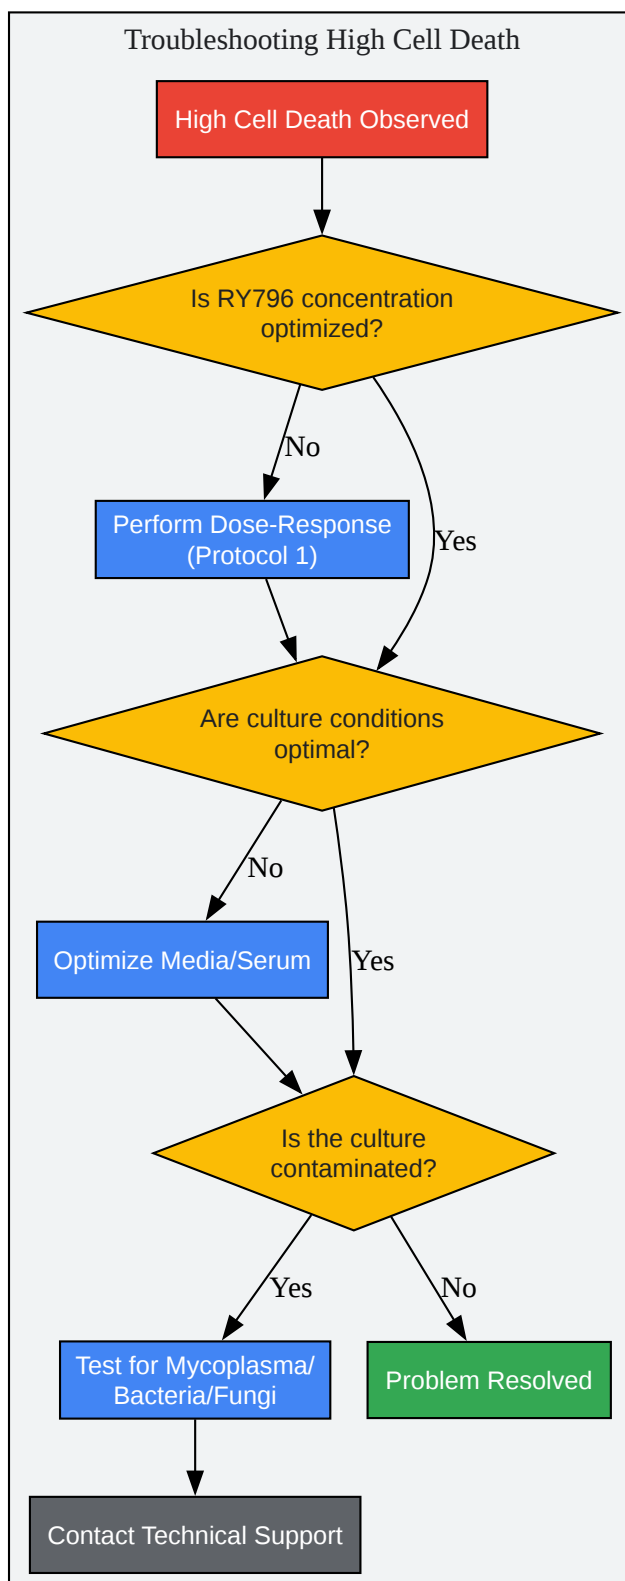 Troubleshooting High Cell Death
High Cell Death Observed
Is RY796 concentration
optimized?
No
Yes
Perform Dose-Response
(Protocol 1)
Are culture conditions
optimal?
No
Yes
Optimize Media/Serum
Is the culture
contaminated?
Yes
No
Test for Mycoplasma/
Bacteria/Fungi
Problem Resolved
Contact Technical Support